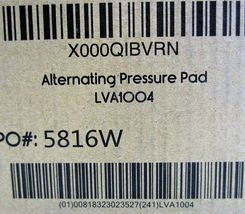 X000QIBVRN
Alternating Pressure Pad
LVA1004
PO#: 5816W
(01)00818323023527(241)LVA1004